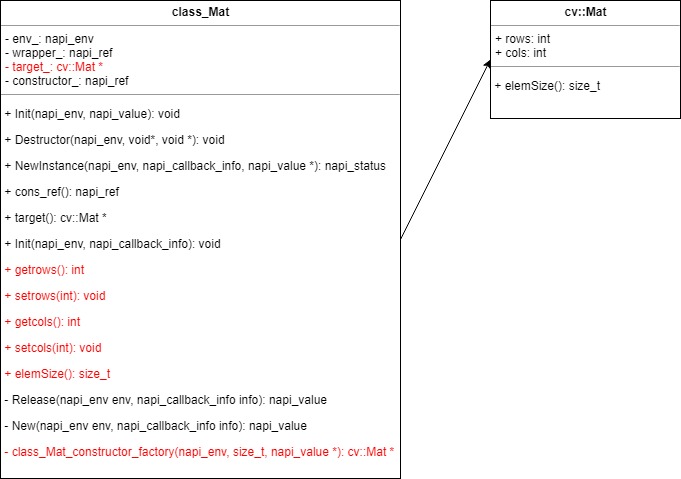 class_Mat
- env_: napi_env
- wrapper_: napi_ref
- target_: cv::Mat *
- constructor_: napi_ref
+ Init(napi_env, napi_value): void
+ Destructor(napi_env, void*, void *): void
+ NewInstance(napi_env, napi_callback_info, napi_value *): napi_status
+ cons_ref(): napi_ref
+ target(): cv::Mat *
+ Init(napi_env, napi_callback_info): void
+ getrows(): int
+ setrows(int): void
+ getcols(): int
+ setcols(int): void
+ elemSize(): size_t
- Release(napi_env env, napi_callback_info info): napi_value
- New(napi_env env, napi_callback_info info): napi_value
- class_Mat_constructor_factory(napi_env, size_t, napi_value *): cv::Mat *
cv::Mat
+ rows: int
+ cols: int
+ elemSize(): size_t